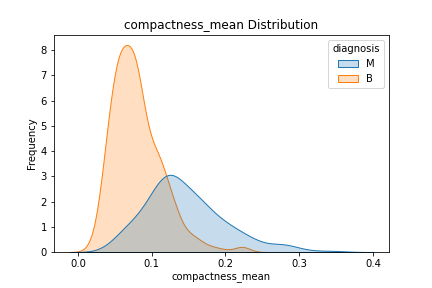 compactness_mean Distribution
diagnosis
M
B
Frequency
8
7
6
5
4
3
2
1
0
0.0 0.1 0.2 0.3 0.4
compactness_mean